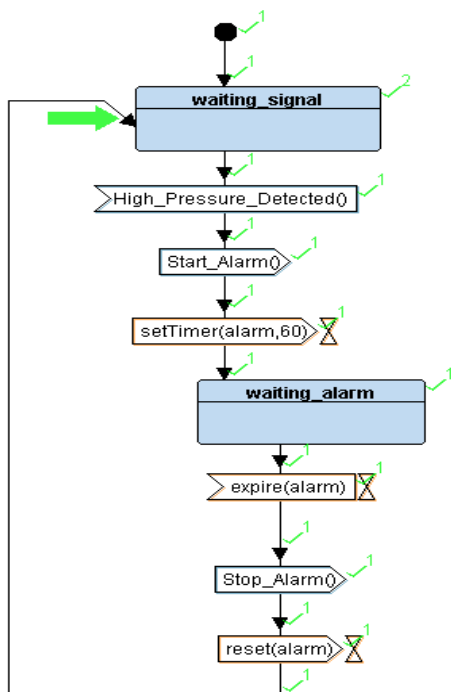 1
1
waiting_signal
2
1
High_Pressure_Detected()
1
1
Start_Alarm()
1
1
setTimer(alarm,60)
1
1
waiting_alarm
1
1
expire(alarm)
1
1
Stop_Alarm()
1
1
reset(alarm)
1
1